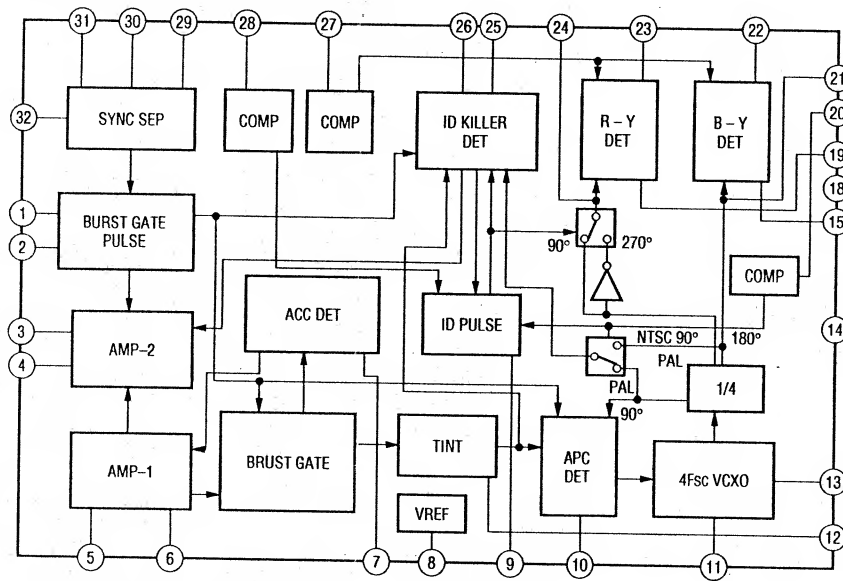 31 30 29 28 27 26 25 24 23 22
21
20
32 SYNC SEP
COMP COMP
ID KILLER
DET
R – Y
DET
B – Y
DET
19
18
15
1 BURST GATE
2 PULSE
90° 270°
COMP
ACC DET
ID PULSE
3 AMP–2
4
14
NTSC 90° 180°
PAL
PAL
90°
1/4
AMP–1
BRUST GATE
TINT
APC
DET
4Fsc VCXO
13
VREF
12
5 6 7 8 9 10 11